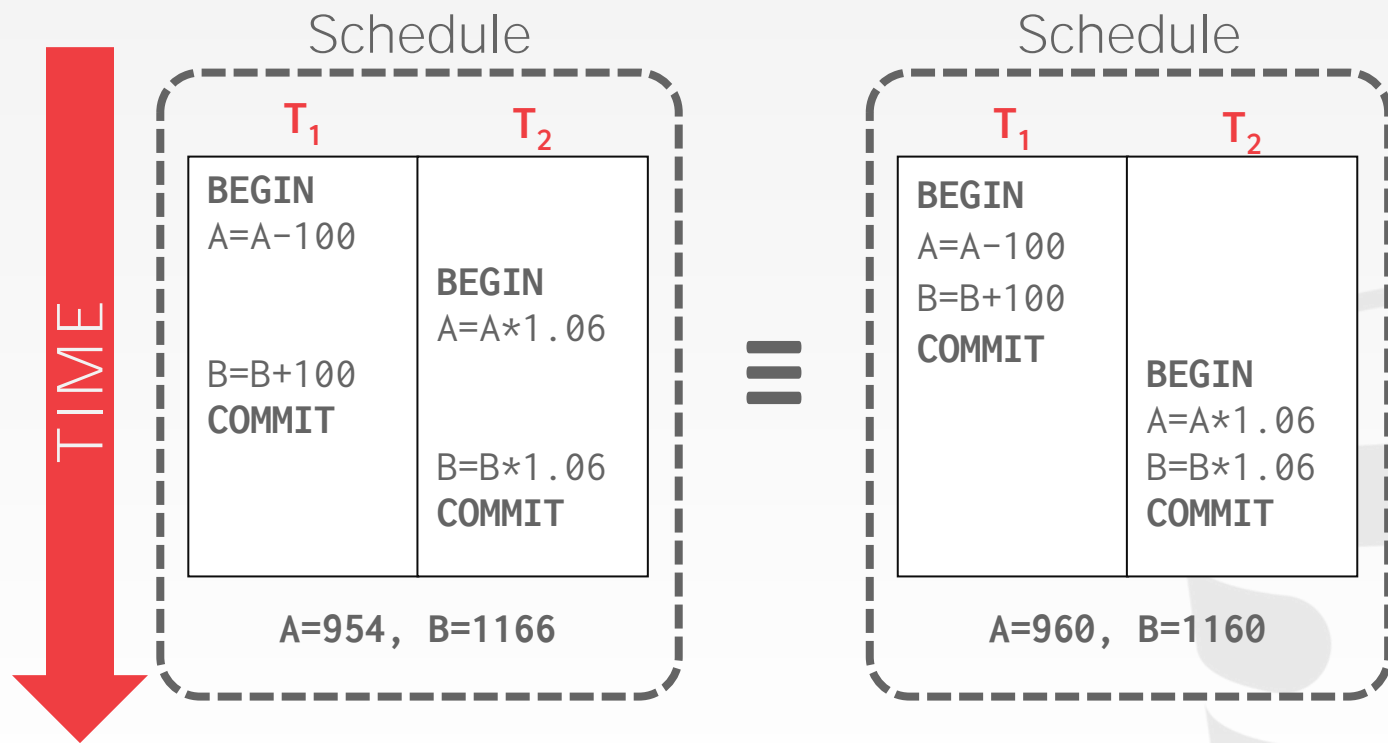 TIME
Schedule
T1
T2
BEGIN
A=A-100
BEGIN
A=A*1.06
B=B+100
COMMIT
B=B*1.06
COMMIT
A=954, B=1166
≡
Schedule
T1
T2
BEGIN
A=A-100
B=B+100
COMMIT
BEGIN
A=A*1.06
B=B*1.06
COMMIT
A=960, B=1160